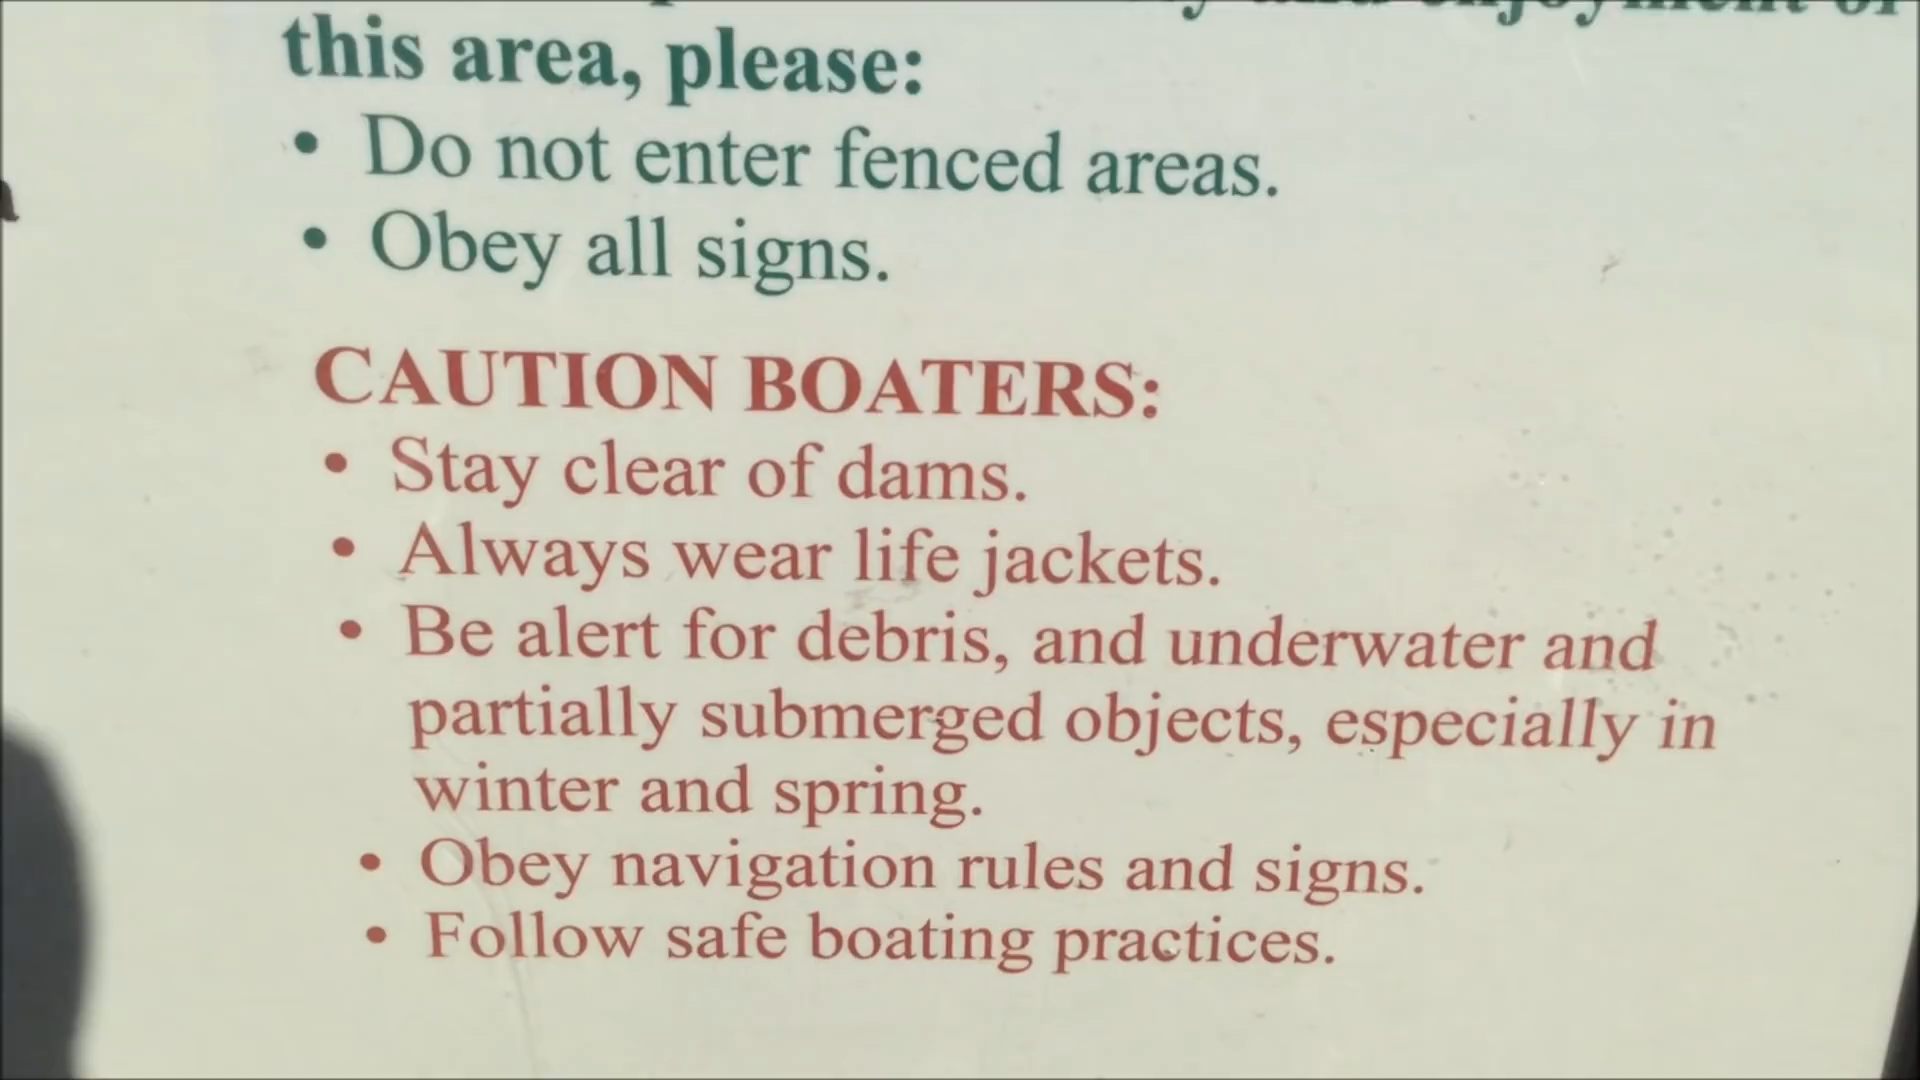 enjoyment of
this area, please:
• Do not enter fenced areas.
• Obey all signs.
CAUTION BOATERS:
• Stay clear of dams.
• Always wear life jackets.
• Be alert for debris, and underwater and
partially submerged objects, especially in
winter and spring.
• Obey navigation rules and signs.
• Follow safe boating practices.